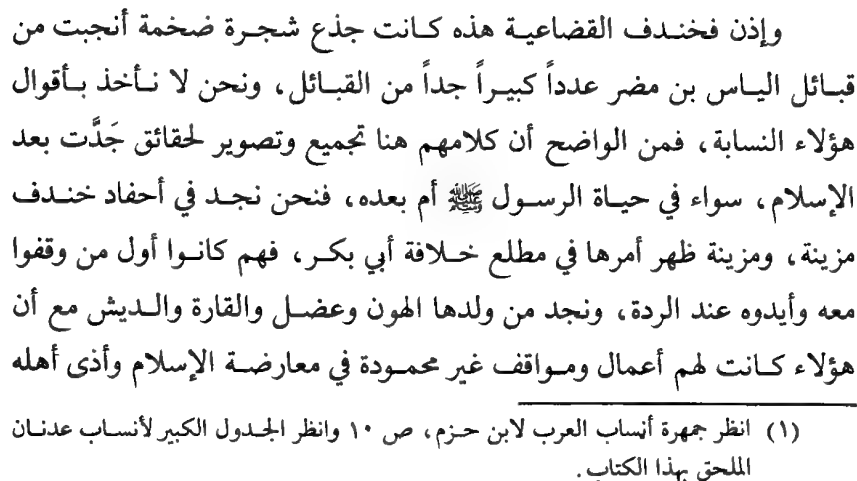 وإذن فخندف القضاعية هذه كانت جذع شجرة ضخمة أنجبت من
قبائل الياس بن مضر عدداً كبيراً جداً من القبائل، ونحن لا نأخذ بأقوال
هؤلاء النسابة، فمن الواضح أن كلامهم هنا تجميع وتصوير لحقائق جَدَّت بعد
الإسلام، سواء في حياة الرسول ﷺ أم بعده، فنحن نجد في أحفاد خندف
مزينة، ومزينة ظهر أمرها في مطلع خلافة أبي بكر، فهم كانوا أول من وقفوا
معه وأيدوه عند الردة، ونجد من ولدها الهون وعضل والقارة والديش مع أن
هؤلاء كانت لهم أعمال ومواقف غير محمودة في معارضة الإسلام وأذى أهله
(١) انظر جمهرة أنساب العرب لابن حزم، ص ١٠ وانظر الجدول الكبير لأنساب عدنان
الملحق بهذا الكتاب.